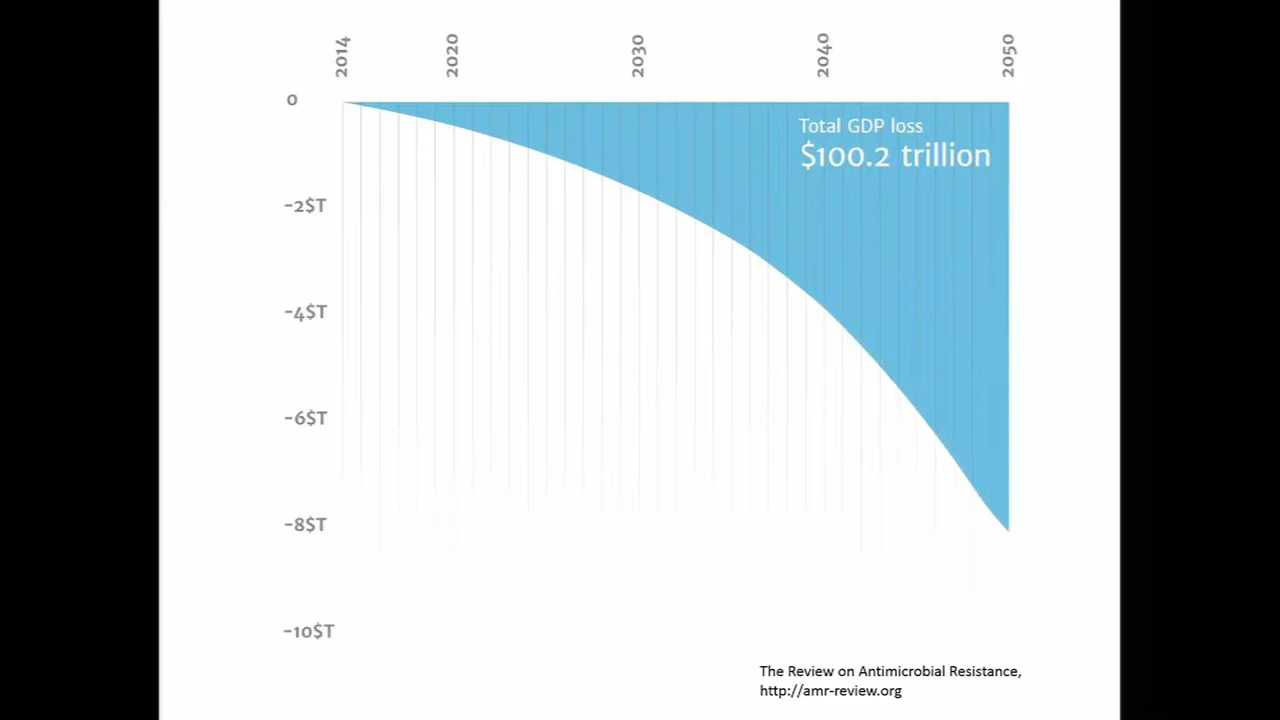 2014
2020
2030
2040
2050
0
-2$T
-4$T
-6$T
-8$T
-10$T
Total GDP loss
$100.2 trillion
The Review on Antimicrobial Resistance,
http://amr-review.org